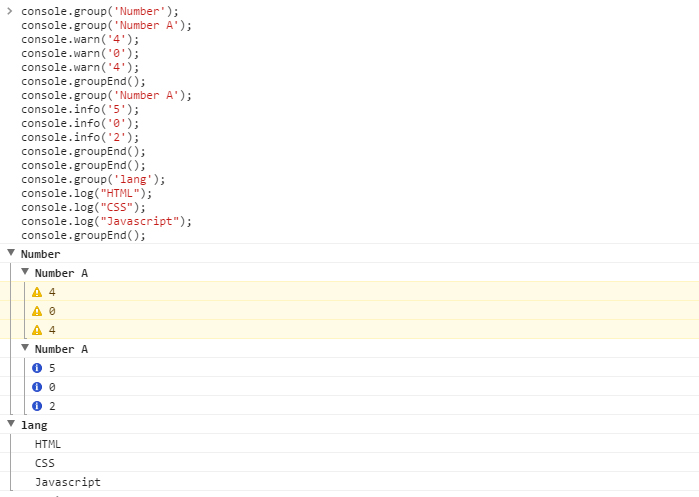 console.group('Number');
console.group('Number A');
console.warn('4');
console.warn('0');
console.warn('4');
console.groupEnd();
console.group('Number A');
console.info('5');
console.info('0');
console.info('2');
console.groupEnd();
console.groupEnd();
console.group('lang');
console.log("HTML");
console.log("CSS");
console.log("Javascript");
console.groupEnd();
Number
Number A
4
0
4
Number A
5
0
2
lang
HTML
CSS
Javascript